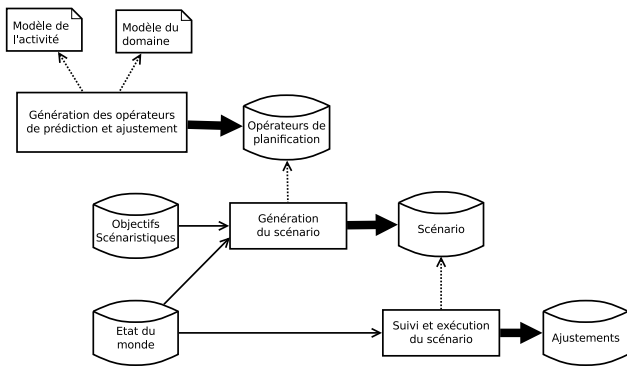 Modèle de
l'activité
Modèle du
domaine
Génération des opérateurs
de prédiction et ajustement
Opérateurs de
planification
Objectifs
Scénaristiques
Génération
du scénario
Scénario
Etat du
monde
Suivi et exécution
du scénario
Ajustements